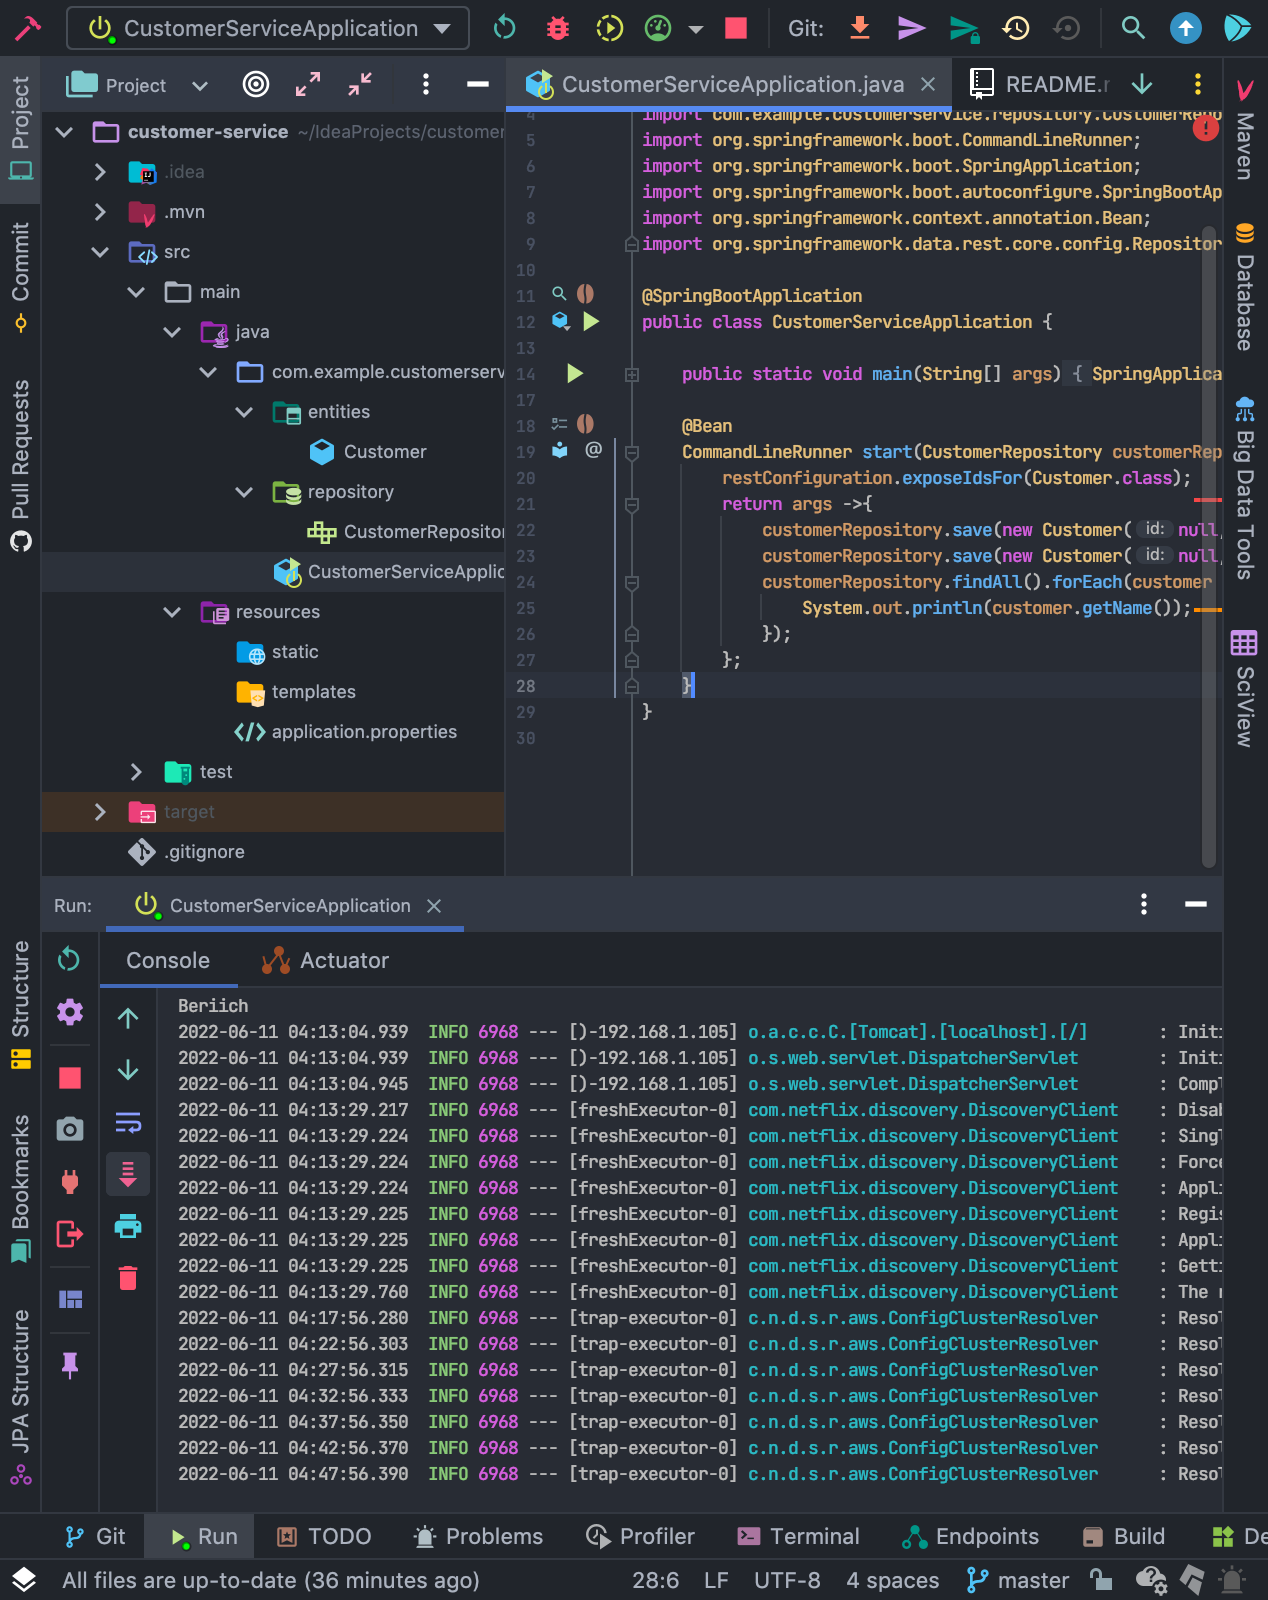 CustomerServiceApplication
Git:
Project
CustomerServiceApplication.java
README.
Project
Commit
Pull Requests
Structure
Bookmarks
JPA Structure
customer-service ~/IdeaProjects/customer
.idea
.mvn
src
main
java
com.example.customerserv
entities
Customer
repository
CustomerRepositor
CustomerServiceApplic
resources
static
templates
application.properties
test
target
.gitignore
4 import com.example.customerservice.repository.CustomerRepo
5 import org.springframework.boot.CommandLineRunner;
6 import org.springframework.boot.SpringApplication;
7 import org.springframework.boot.autoconfigure.SpringBootAp
8 import org.springframework.context.annotation.Bean;
9 import org.springframework.data.rest.core.config.Repositor
10
11 @SpringBootApplication
12 public class CustomerServiceApplication {
13
14 public static void main(String[] args) { SpringApplica
17
18 @Bean
19 CommandLineRunner start(CustomerRepository customerRep
20 restConfiguration.exposeIdsFor(Customer.class);
21 return args ->{
22 customerRepository.save(new Customer( id: null,
23 customerRepository.save(new Customer( id: null,
24 customerRepository.findAll().forEach(customer
25 System.out.println(customer.getName());
26 });
27 };
28 }
29 }
30
Maven
Database
Big Data Tools
SciView
Run: CustomerServiceApplication
Console Actuator
Beriich
2022-06-11 04:13:04.939 INFO 6968 --- [)-192.168.1.105] o.a.c.c.C.[Tomcat].[localhost].[/] : Initi
2022-06-11 04:13:04.939 INFO 6968 --- [)-192.168.1.105] o.s.web.servlet.DispatcherServlet : Initi
2022-06-11 04:13:04.945 INFO 6968 --- [)-192.168.1.105] o.s.web.servlet.DispatcherServlet : Compl
2022-06-11 04:13:29.217 INFO 6968 --- [freshExecutor-0] com.netflix.discovery.DiscoveryClient : Disab
2022-06-11 04:13:29.224 INFO 6968 --- [freshExecutor-0] com.netflix.discovery.DiscoveryClient : Singl
2022-06-11 04:13:29.224 INFO 6968 --- [freshExecutor-0] com.netflix.discovery.DiscoveryClient : Force
2022-06-11 04:13:29.224 INFO 6968 --- [freshExecutor-0] com.netflix.discovery.DiscoveryClient : Appli
2022-06-11 04:13:29.225 INFO 6968 --- [freshExecutor-0] com.netflix.discovery.DiscoveryClient : Regis
2022-06-11 04:13:29.225 INFO 6968 --- [freshExecutor-0] com.netflix.discovery.DiscoveryClient : Appli
2022-06-11 04:13:29.225 INFO 6968 --- [freshExecutor-0] com.netflix.discovery.DiscoveryClient : Getti
2022-06-11 04:13:29.760 INFO 6968 --- [freshExecutor-0] com.netflix.discovery.DiscoveryClient : The r
2022-06-11 04:17:56.280 INFO 6968 --- [trap-executor-0] c.n.d.s.r.aws.ConfigClusterResolver : Resol
2022-06-11 04:22:56.303 INFO 6968 --- [trap-executor-0] c.n.d.s.r.aws.ConfigClusterResolver : Resol
2022-06-11 04:27:56.315 INFO 6968 --- [trap-executor-0] c.n.d.s.r.aws.ConfigClusterResolver : Resol
2022-06-11 04:32:56.333 INFO 6968 --- [trap-executor-0] c.n.d.s.r.aws.ConfigClusterResolver : Resol
2022-06-11 04:37:56.350 INFO 6968 --- [trap-executor-0] c.n.d.s.r.aws.ConfigClusterResolver : Resol
2022-06-11 04:42:56.370 INFO 6968 --- [trap-executor-0] c.n.d.s.r.aws.ConfigClusterResolver : Resol
2022-06-11 04:47:56.390 INFO 6968 --- [trap-executor-0] c.n.d.s.r.aws.ConfigClusterResolver : Resol
Git Run TODO Problems Profiler Terminal Endpoints Build De
All files are up-to-date (36 minutes ago) 28:6 LF UTF-8 4 spaces master